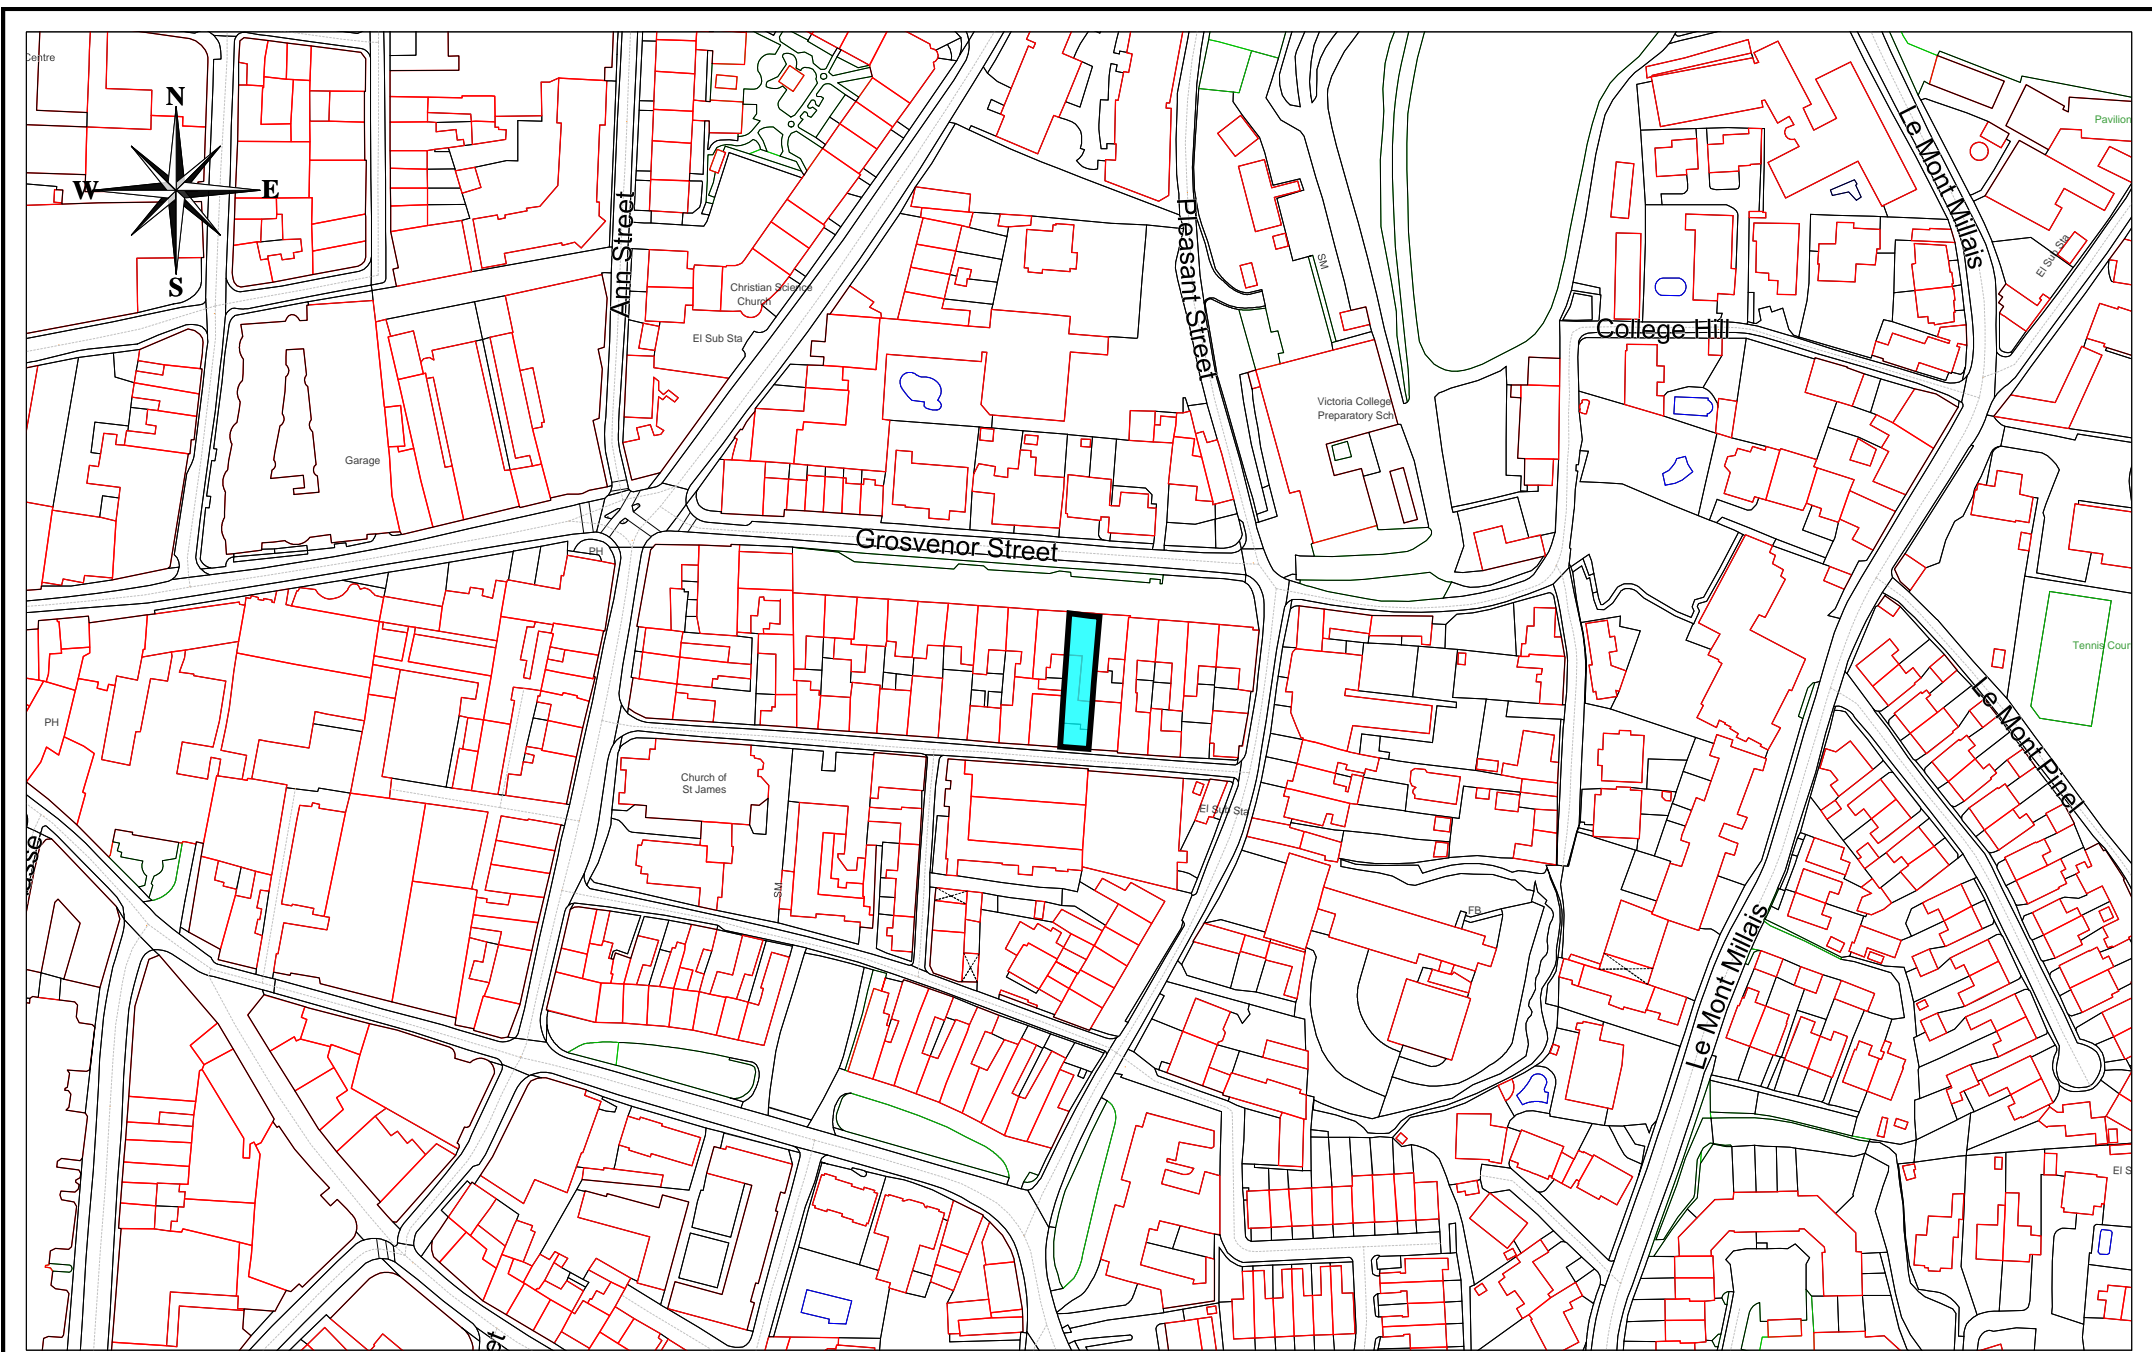 Centre
N
W
E
S
Ann Street
Christian Science
Church
El Sub Sta
Garage
PH
Pleasant Street
SM
Victoria College
Preparatory Sch
College Hill
Le Mont Millais
El Sub Sta
Pavilion
Grosvenor Street
Tennis Cour
PH
Church of
St James
El Sub Sta
SM
FB
Le Mont Pinel
Le Mont Millais
asse
El S
et